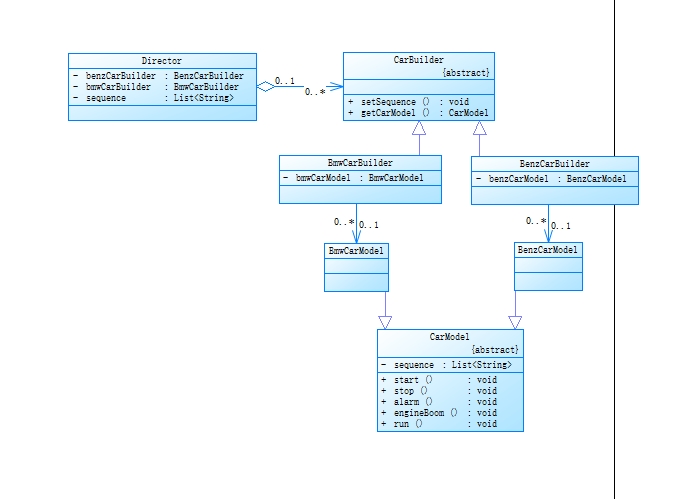 Director
- benzCarBuilder : BenzCarBuilder
- bmwCarBuilder : BmwCarBuilder
- sequence : List<String>
0..1
0..*
CarBuilder
{abstract}
+ setSequence () : void
+ getCarModel () : CarModel
BmwCarBuilder
- bmwCarModel : BmwCarModel
BenzCarBuilder
- benzCarModel : BenzCarModel
0..*
0..1
0..*
0..1
BmwCarModel
BenzCarModel
CarModel
{abstract}
- sequence : List<String>
+ start () : void
+ stop () : void
+ alarm () : void
+ engineBoom () : void
+ run () : void